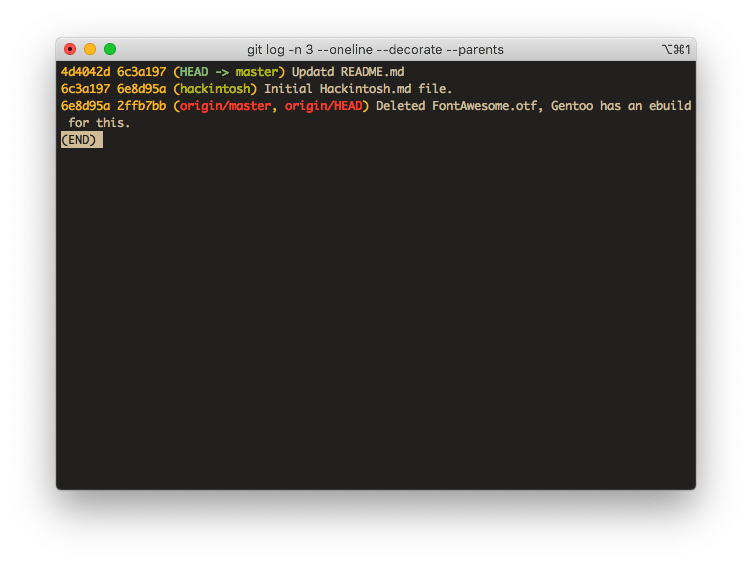 git log -n 3 --oneline --decorate --parents ⌥⌘1
4d4042d 6c3a197 (HEAD -> master) Updatd README.md
6c3a197 6e8d95a (hackintosh) Initial Hackintosh.md file.
6e8d95a 2ffb7bb (origin/master, origin/HEAD) Deleted FontAwesome.otf, Gentoo has an ebuild
for this.
(END)